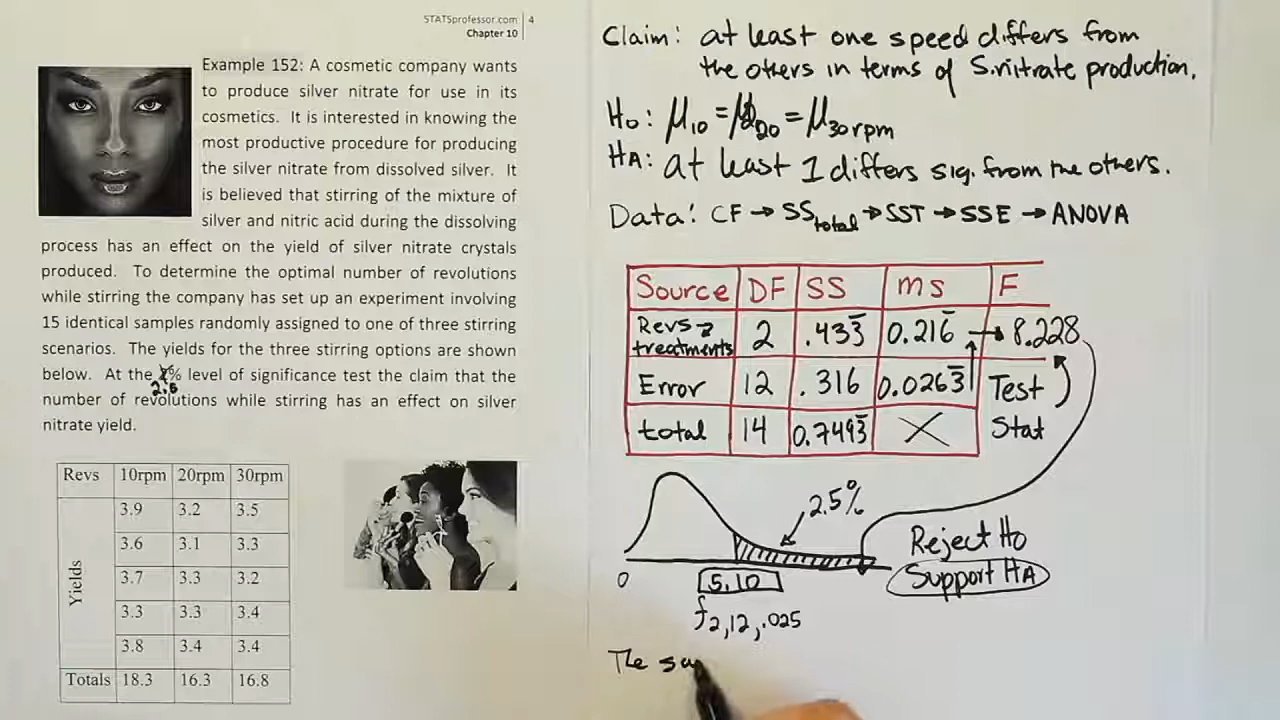 STATSprofessor.com 4
Chapter 10
Example 152: A cosmetic company wants
to produce silver nitrate for use in its
cosmetics. It is interested in knowing the
most productive procedure for producing
the silver nitrate from dissolved silver. It
is believed that stirring of the mixture of
silver and nitric acid during the dissolving
process has an effect on the yield of silver nitrate crystals
produced. To determine the optimal number of revolutions
while stirring the company has set up an experiment involving
15 identical samples randomly assigned to one of three stirring
scenarios. The yields for the three stirring options are shown
below. At the % level of significance test the claim that the
2.5
number of revolutions while stirring has an effect on silver
nitrate yield.
Revs 10rpm 20rpm 30rpm
Yields
3.9 3.2 3.5
3.6 3.1 3.3
3.7 3.3 3.2
3.3 3.3 3.4
3.8 3.4 3.4
Totals 18.3 16.3 16.8
Claim: at least one speed differs from
the others in terms of S.nitrate production.
Ho: μ10 = μ20 = μ30rpm
HA: at least 1 differs sig. from the others.
Data: CF → SStotal → SST → SSE → ANOVA
Source DF SS MS F
Revs → treatments 2 .433̅ 0.216̅ → 8.228
Error 12 .316 0.0263̅ Test
total 14 0.7493̅ X Stat
2.5%
Reject Ho
Support HA
0 5.10
f2,12,.025
The sa